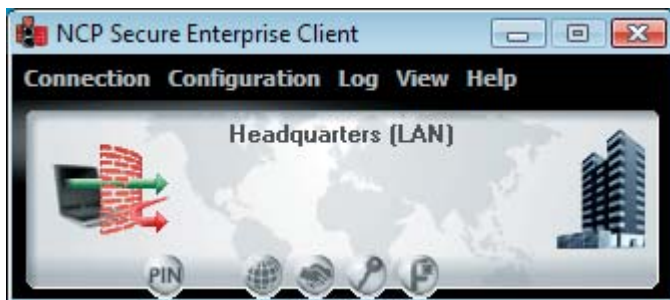 NCP Secure Enterprise Client
Connection Configuration Log View Help
Headquarters (LAN)
PIN